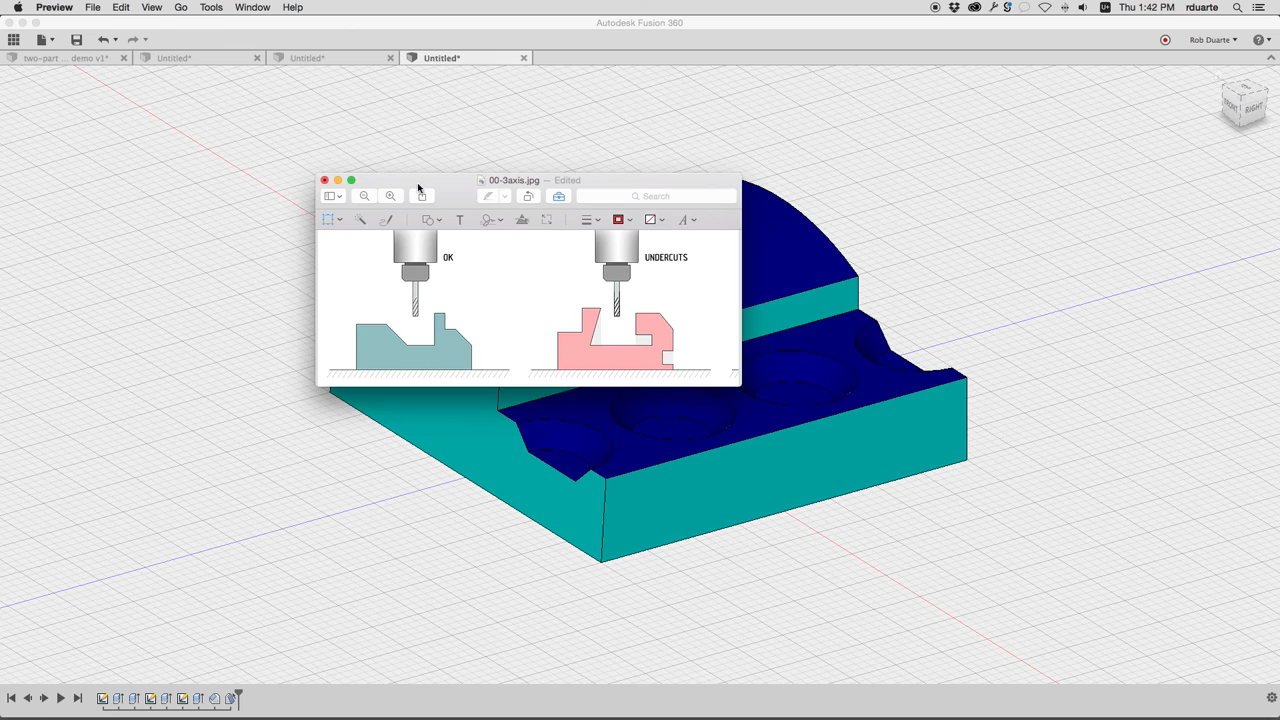 Preview File Edit View Go Tools Window Help
Thu 1:42 PM rduarte
Autodesk Fusion 360
Rob Duarte
two-part ... demo v1*
Untitled*
Untitled*
Untitled*
FRONT
RIGHT
00-3axis.jpg — Edited
Search
T
A
OK
UNDERCUTS